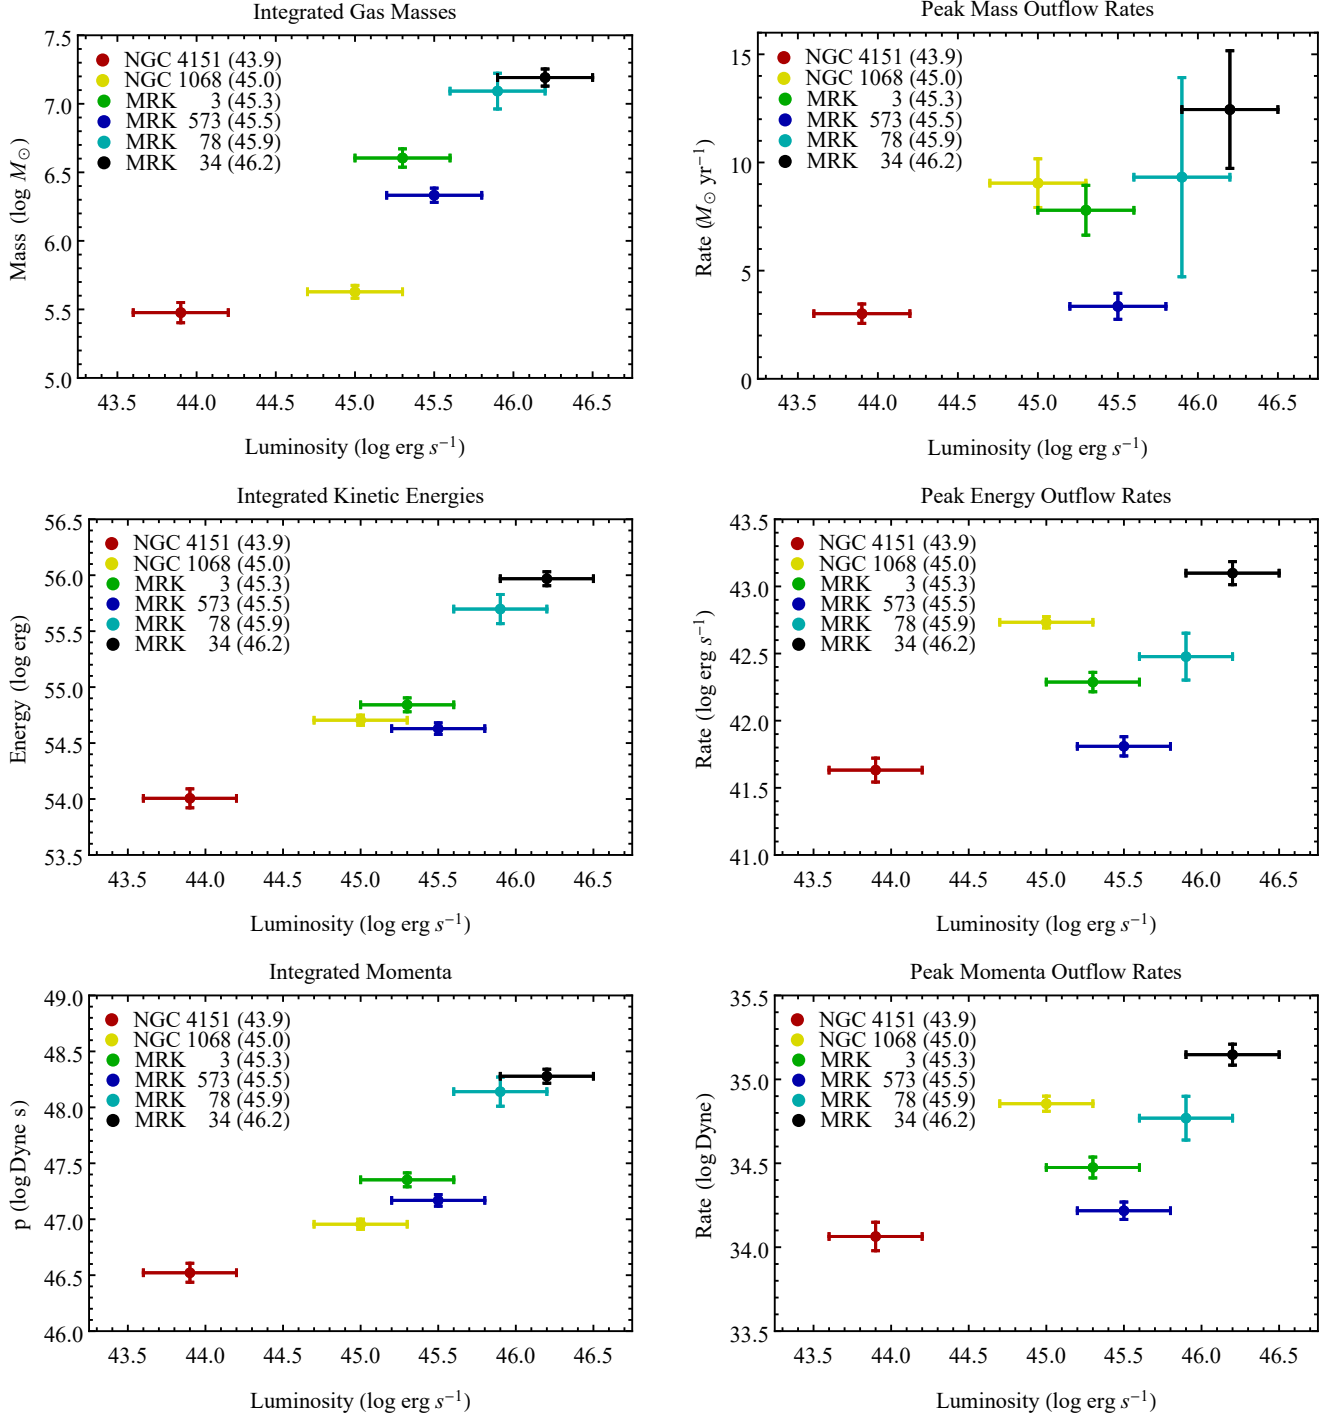 Integrated Gas Masses
Mass (log M⊙)
7.5
7.0
6.5
6.0
5.5
5.0
NGC 4151 (43.9)
NGC 1068 (45.0)
MRK 3 (45.3)
MRK 573 (45.5)
MRK 78 (45.9)
MRK 34 (46.2)
43.5 44.0 44.5 45.0 45.5 46.0 46.5
Luminosity (log erg s⁻¹)
Peak Mass Outflow Rates
Rate (M⊙ yr⁻¹)
15
10
5
0
NGC 4151 (43.9)
NGC 1068 (45.0)
MRK 3 (45.3)
MRK 573 (45.5)
MRK 78 (45.9)
MRK 34 (46.2)
43.5 44.0 44.5 45.0 45.5 46.0 46.5
Luminosity (log erg s⁻¹)
Integrated Kinetic Energies
Energy (log erg)
56.5
56.0
55.5
55.0
54.5
54.0
53.5
NGC 4151 (43.9)
NGC 1068 (45.0)
MRK 3 (45.3)
MRK 573 (45.5)
MRK 78 (45.9)
MRK 34 (46.2)
43.5 44.0 44.5 45.0 45.5 46.0 46.5
Luminosity (log erg s⁻¹)
Peak Energy Outflow Rates
Rate (log erg s⁻¹)
43.5
43.0
42.5
42.0
41.5
41.0
NGC 4151 (43.9)
NGC 1068 (45.0)
MRK 3 (45.3)
MRK 573 (45.5)
MRK 78 (45.9)
MRK 34 (46.2)
43.5 44.0 44.5 45.0 45.5 46.0 46.5
Luminosity (log erg s⁻¹)
Integrated Momenta
p (log Dyne s)
49.0
48.5
48.0
47.5
47.0
46.5
46.0
NGC 4151 (43.9)
NGC 1068 (45.0)
MRK 3 (45.3)
MRK 573 (45.5)
MRK 78 (45.9)
MRK 34 (46.2)
43.5 44.0 44.5 45.0 45.5 46.0 46.5
Luminosity (log erg s⁻¹)
Peak Momenta Outflow Rates
Rate (log Dyne)
35.5
35.0
34.5
34.0
33.5
NGC 4151 (43.9)
NGC 1068 (45.0)
MRK 3 (45.3)
MRK 573 (45.5)
MRK 78 (45.9)
MRK 34 (46.2)
43.5 44.0 44.5 45.0 45.5 46.0 46.5
Luminosity (log erg s⁻¹)